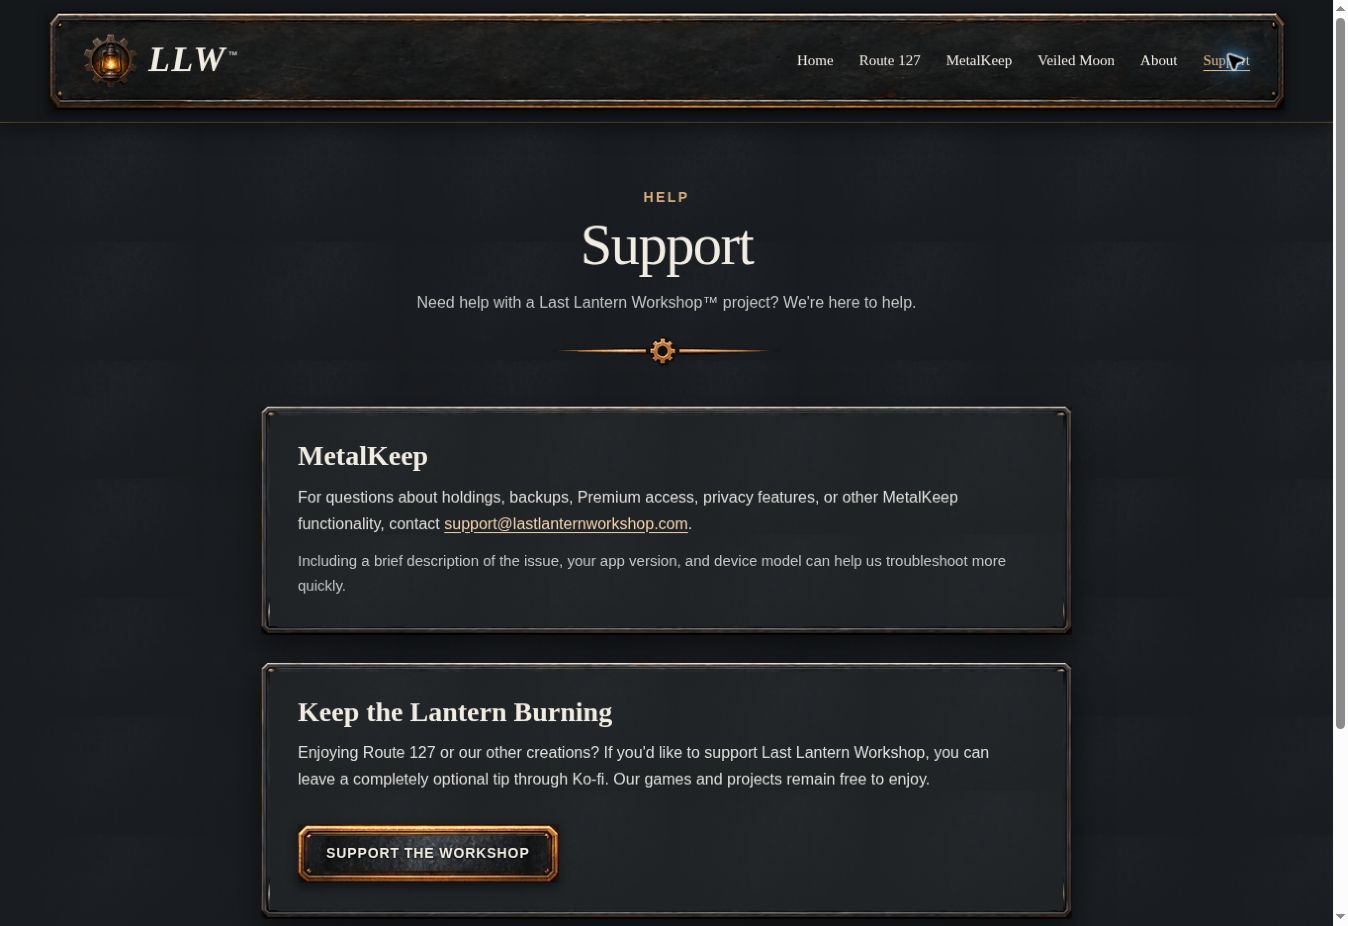 LLW™
Home Route 127 MetalKeep Veiled Moon About Support
HELP
Support
Need help with a Last Lantern Workshop™ project? We're here to help.
MetalKeep
For questions about holdings, backups, Premium access, privacy features, or other MetalKeep
functionality, contact support@lastlanternworkshop.com.
Including a brief description of the issue, your app version, and device model can help us troubleshoot more
quickly.
Keep the Lantern Burning
Enjoying Route 127 or our other creations? If you'd like to support Last Lantern Workshop, you can
leave a completely optional tip through Ko-fi. Our games and projects remain free to enjoy.
SUPPORT THE WORKSHOP